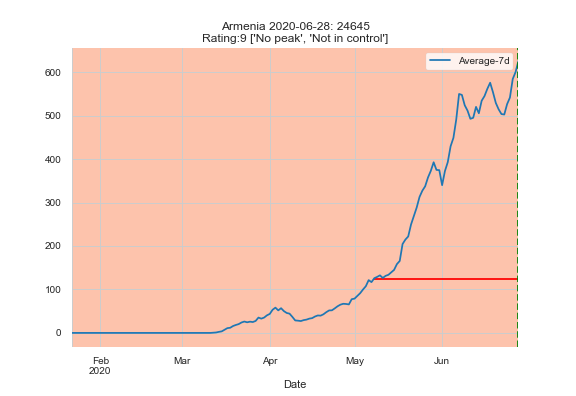 Armenia 2020-06-28: 24645
Rating:9 ['No peak', 'Not in control']
Average-7d
600
500
400
300
200
100
0
Feb
2020
Mar
Apr
May
Jun
Date